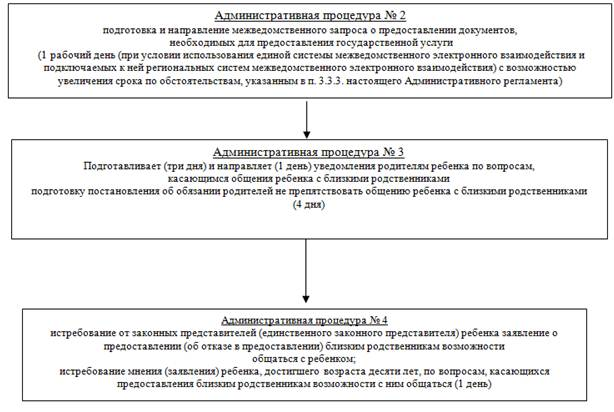 Административная процедура № 2
подготовка и направление межведомственного запроса о предоставлении документов,
необходимых для предоставления государственной услуги
(1 рабочий день (при условии использования единой системы межведомственного электронного взаимодействия и
подключаемых к ней региональных систем межведомственного электронного взаимодействия) с возможностью
увеличения срока по обстоятельствам, указанным в п. 3.3.3. настоящего Административного регламента)
Административная процедура № 3
Подготавливает (три дня) и направляет (1 день) уведомления родителям ребенка по вопросам,
касающимся общения ребенка с близкими родственниками
подготовку постановления об обязании родителей не препятствовать общению ребенка с близкими родственниками
(4 дня)
Административная процедура № 4
истребование от законных представителей (единственного законного представителя) ребенка заявление о
предоставлении (об отказе в предоставлении) близким родственникам возможности
общаться с ребенком;
истребование мнения (заявления) ребенка, достигшего возраста десяти лет, по вопросам, касающихся
предоставления близким родственникам возможности с ним общаться (1 день)